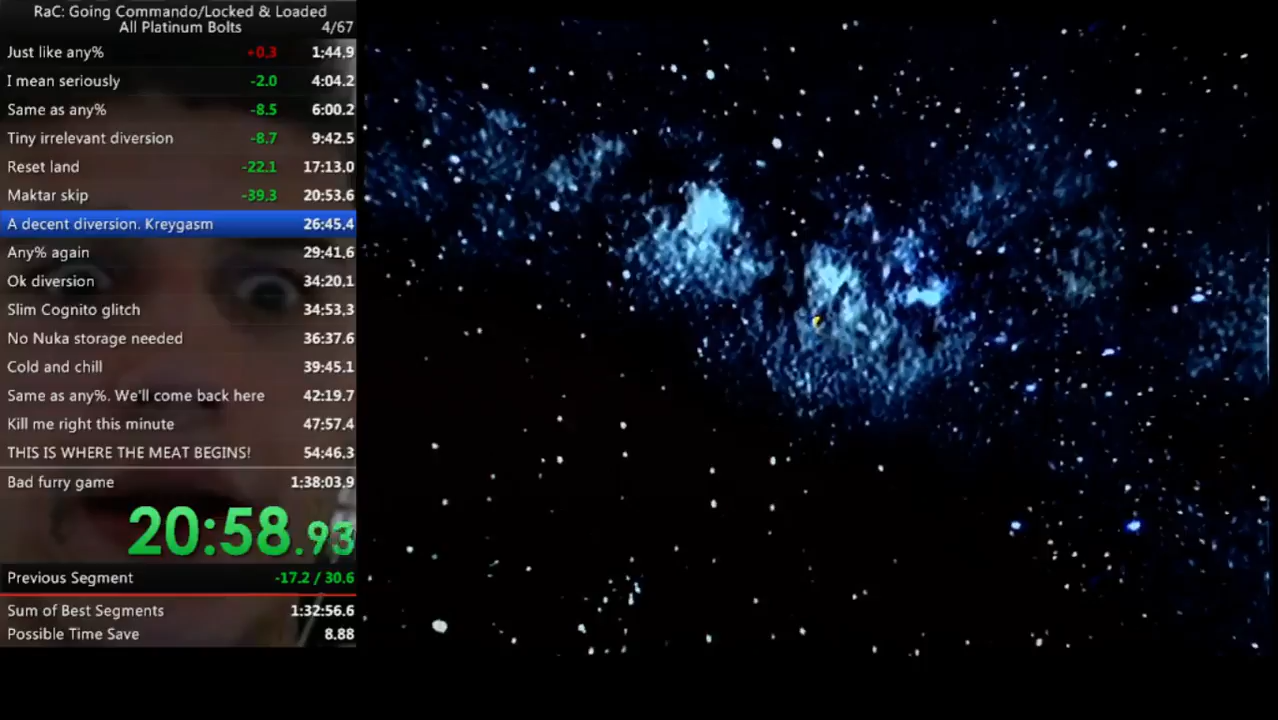 RaC: Going Commando/Locked & Loaded
All Platinum Bolts 4/67
Just like any% +0.3 1:44.9
I mean seriously -2.0 4:04.2
Same as any% -8.5 6:00.2
Tiny irrelevant diversion -8.7 9:42.5
Reset land -22.1 17:13.0
Maktar skip -39.3 20:53.6
A decent diversion. Kreygasm 26:45.4
Any% again 29:41.6
Ok diversion 34:20.1
Slim Cognito glitch 34:53.3
No Nuka storage needed 36:37.6
Cold and chill 39:45.1
Same as any%. We'll come back here 42:19.7
Kill me right this minute 47:57.4
THIS IS WHERE THE MEAT BEGINS! 54:46.3
Bad furry game 1:38:03.9
20:58.93
Previous Segment -17.2 / 30.6
Sum of Best Segments 1:32:56.6
Possible Time Save 8.88